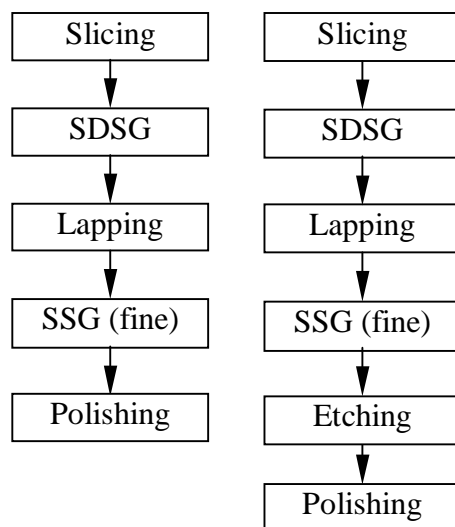 Slicing
SDSG
Lapping
SSG (fine)
Polishing
Slicing
SDSG
Lapping
SSG (fine)
Etching
Polishing